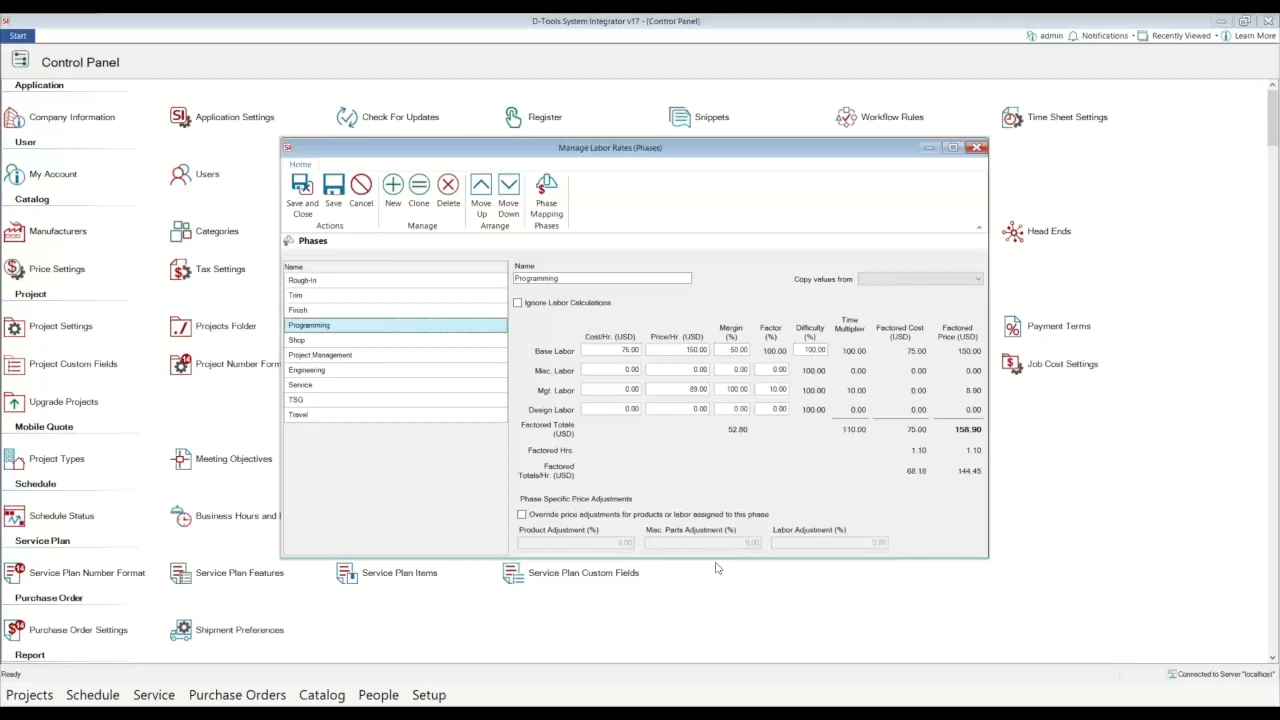 D-Tools System Integrator v17 - [Control Panel]
Start
admin Notifications Recently Viewed Learn More
Control Panel
Application
Company Information Application Settings Check For Updates Register Snippets Workflow Rules Time Sheet Settings
User
My Account Users
Catalog
Manufacturers Categories Head Ends
Price Settings Tax Settings
Project
Project Settings Projects Folder Payment Terms
Project Custom Fields Project Number Form Job Cost Settings
Upgrade Projects
Mobile Quote
Project Types Meeting Objectives
Schedule
Schedule Status Business Hours and
Service Plan
Service Plan Number Format Service Plan Features Service Plan Items Service Plan Custom Fields
Purchase Order
Purchase Order Settings Shipment Preferences
Report
Manage Labor Rates (Phases)
Home
Save and Close Save Cancel New Clone Delete Move Up Move Down Phase Mapping
Actions Manage Arrange Phases
Phases
Name
Rough-In
Trim
Finish
Programming
Shop
Project Management
Engineering
Service
TSG
Travel
Name
Programming Copy values from
Ignore Labor Calculations
Cost/Hr. (USD) Price/Hr. (USD) Margin (%) Factor (%) Difficulty (%) Time Multiplier Factored Cost (USD) Factored Price (USD)
Base Labor 75.00 150.00 50.00 100.00 100.00 100.00 75.00 150.00
Misc. Labor 0.00 0.00 0.00 0.00 100.00 0.00 0.00 0.00
Mgt. Labor 0.00 89.00 100.00 10.00 100.00 10.00 0.00 8.90
Design Labor 0.00 0.00 0.00 0.00 100.00 0.00 0.00 0.00
Factored Totals (USD) 52.80 110.00 75.00 158.90
Factored Hrs. 1.10 1.10
Factored Totals/Hr. (USD) 68.18 144.45
Phase Specific Price Adjustments
Override price adjustments for products or labor assigned to this phase
Product Adjustment (%) Misc. Parts Adjustment (%) Labor Adjustment (%)
0.00 0.00 0.00
Ready Connected to Server "localhost"
Projects Schedule Service Purchase Orders Catalog People Setup